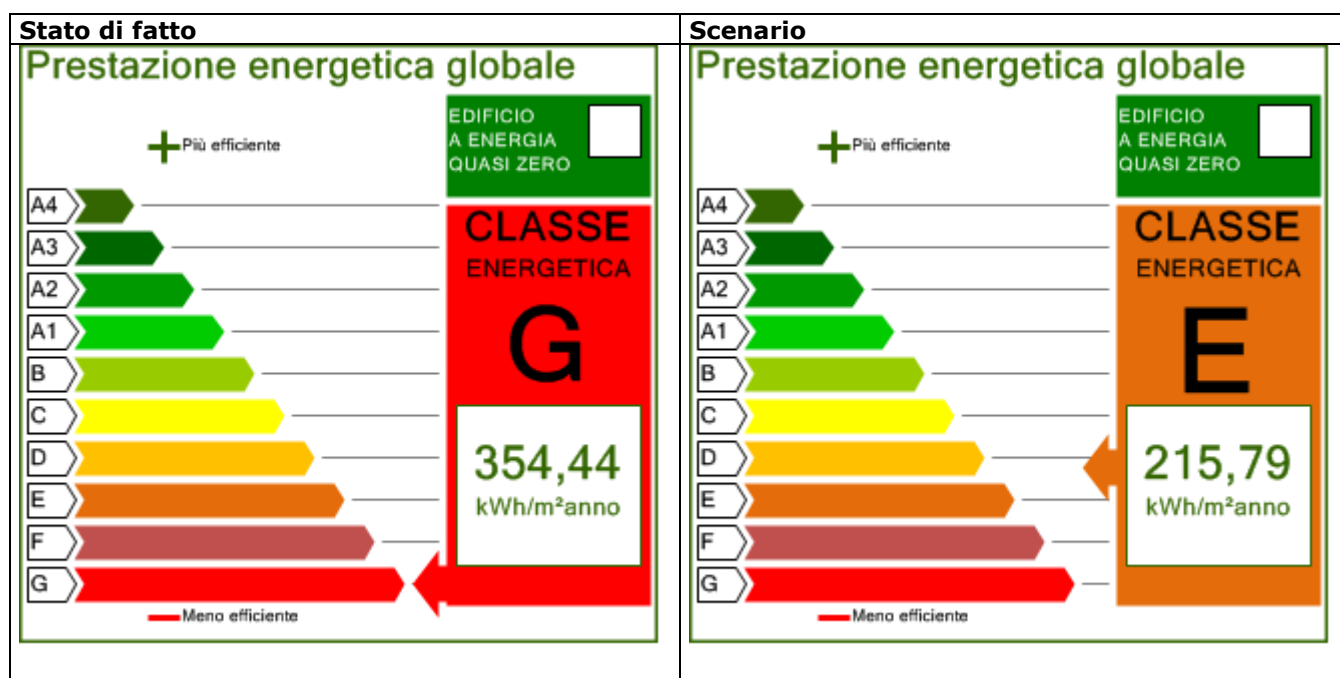 Stato di fatto
Prestazione energetica globale
EDIFICIO
A ENERGIA
QUASI ZERO
Più efficiente
A4
A3
A2
A1
B
C
D
E
F
G
CLASSE
ENERGETICA
G
354,44
kWh/m²anno
Meno efficiente
Scenario
Prestazione energetica globale
EDIFICIO
A ENERGIA
QUASI ZERO
Più efficiente
A4
A3
A2
A1
B
C
D
E
F
G
CLASSE
ENERGETICA
E
215,79
kWh/m²anno
Meno efficiente